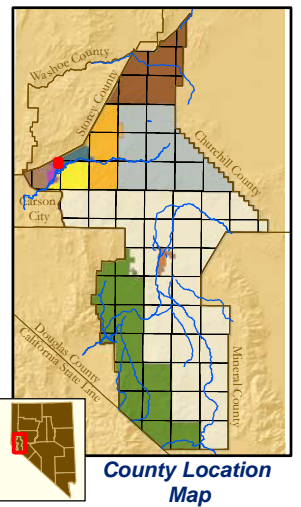 Washoe County
Storey County
Churchill County
Carson
City
Douglas County
California State Line
Mineral County
County Location
Map